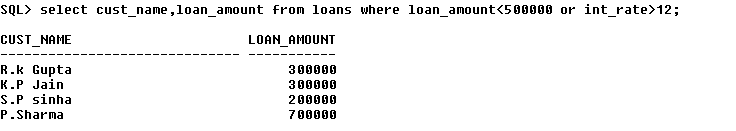 SQL> select cust_name,loan_amount from loans where loan_amount<500000 or int_rate>12;
CUST_NAME                      LOAN_AMOUNT
------------------------------ -----------
R.k Gupta                           300000
K.P Jain                            300000
S.P sinha                           200000
P.Sharma                            700000